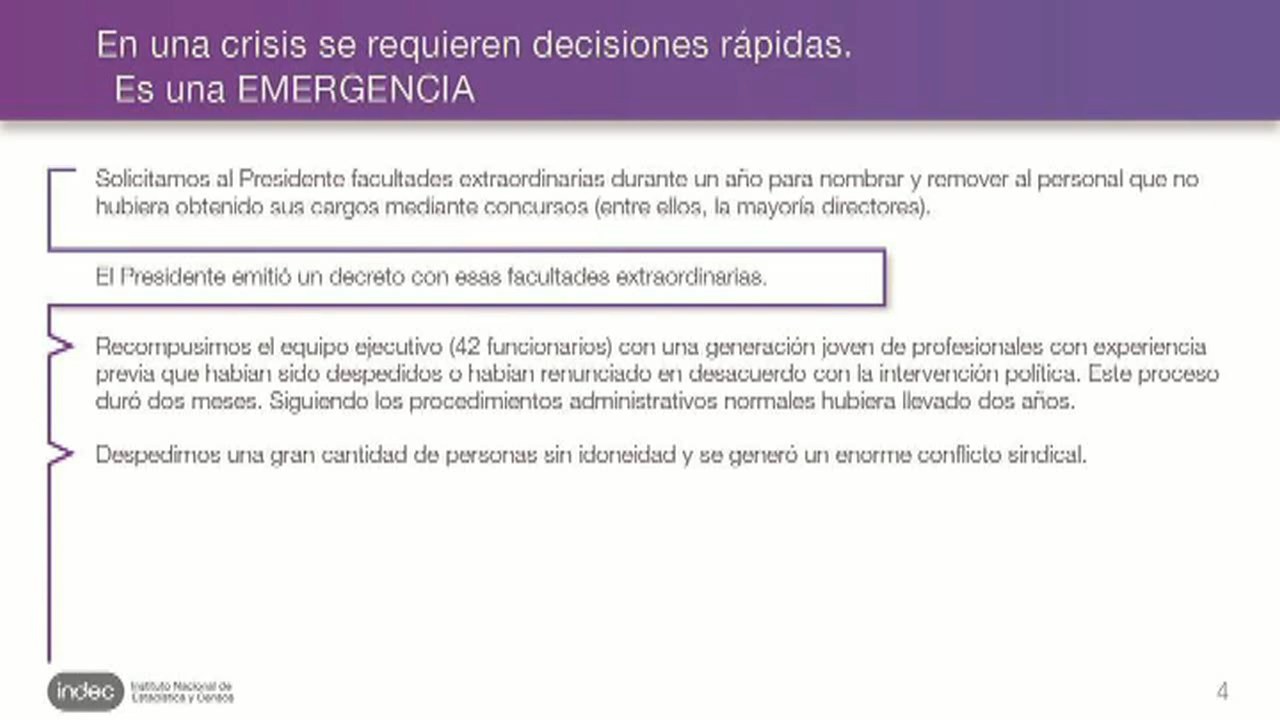 En una crisis se requieren decisiones rápidas.
Es una EMERGENCIA
Solicitamos al Presidente facultades extraordinarias durante un año para nombrar y remover al personal que no
hubiera obtenido sus cargos mediante concursos (entre ellos, la mayoría directores).
El Presidente emitió un decreto con esas facultades extraordinarias.
Recompusimos el equipo ejecutivo (42 funcionarios) con una generación joven de profesionales con experiencia
previa que habían sido despedidos o habían renunciado en desacuerdo con la intervención política. Este proceso
duró dos meses. Siguiendo los procedimientos administrativos normales hubiera llevado dos años.
Despedimos una gran cantidad de personas sin idoneidad y se generó un enorme conflicto sindical.
indec
Instituto Nacional de
Estadística y Censos
4